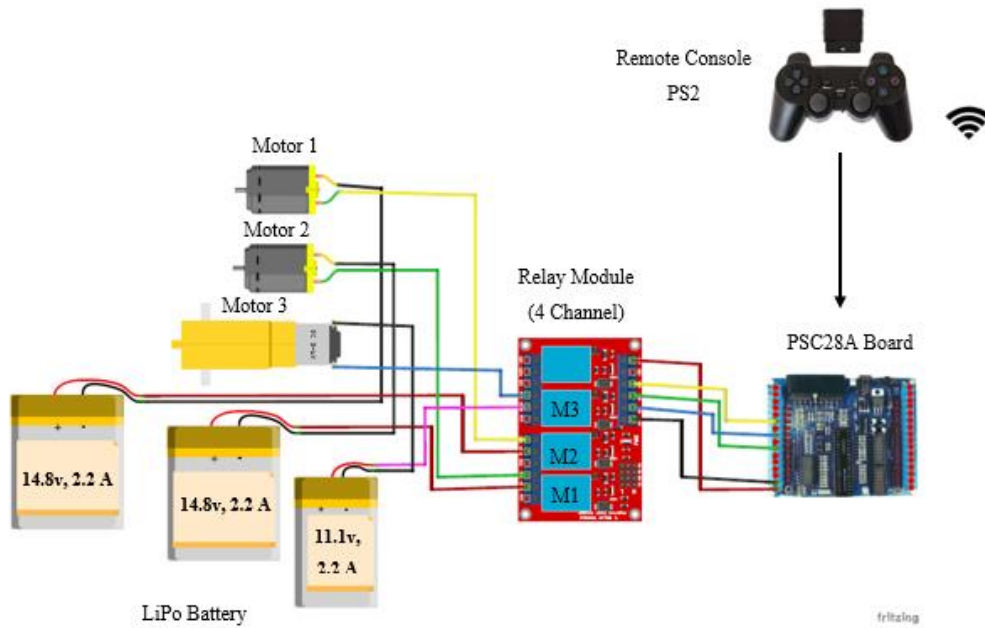 Remote Console
PS2
Motor 1
Motor 2
Motor 3
Relay Module
(4 Channel)
PSC28A Board
M3
M2
M1
+ -
14.8v, 2.2 A
+ -
14.8v, 2.2 A
+ -
11.1v,
2.2 A
LiPo Battery
fritzing